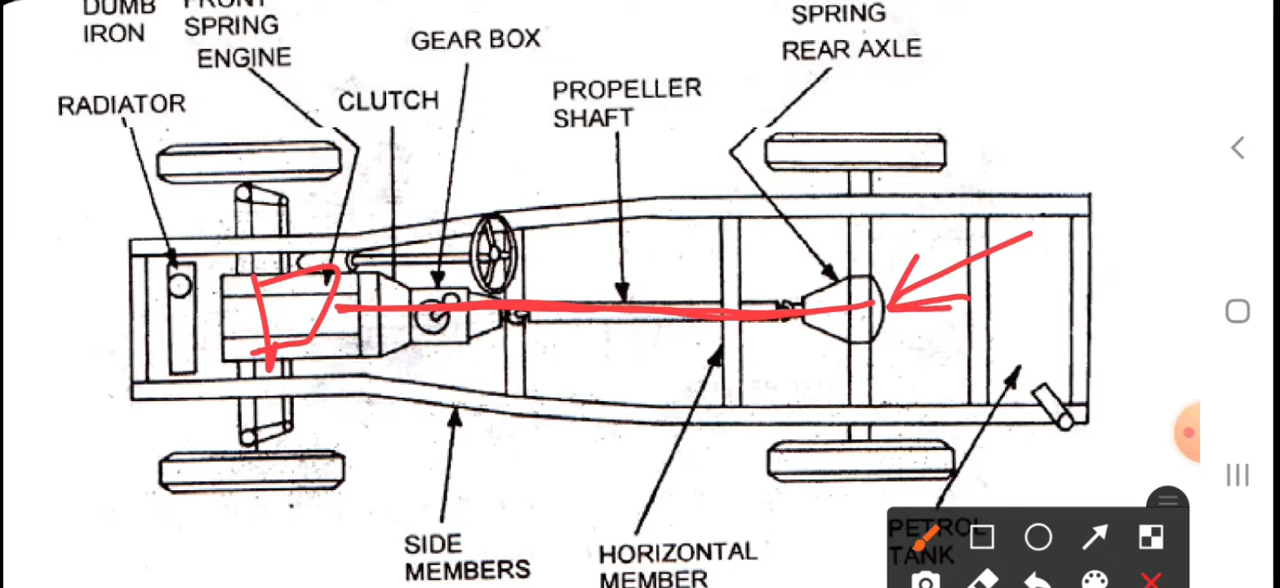 DUMB
IRON
FRONT
SPRING
ENGINE
GEAR BOX
SPRING
REAR AXLE
RADIATOR
CLUTCH
PROPELLER
SHAFT
SIDE
MEMBERS
HORIZONTAL
MEMBER
PETROL
TANK